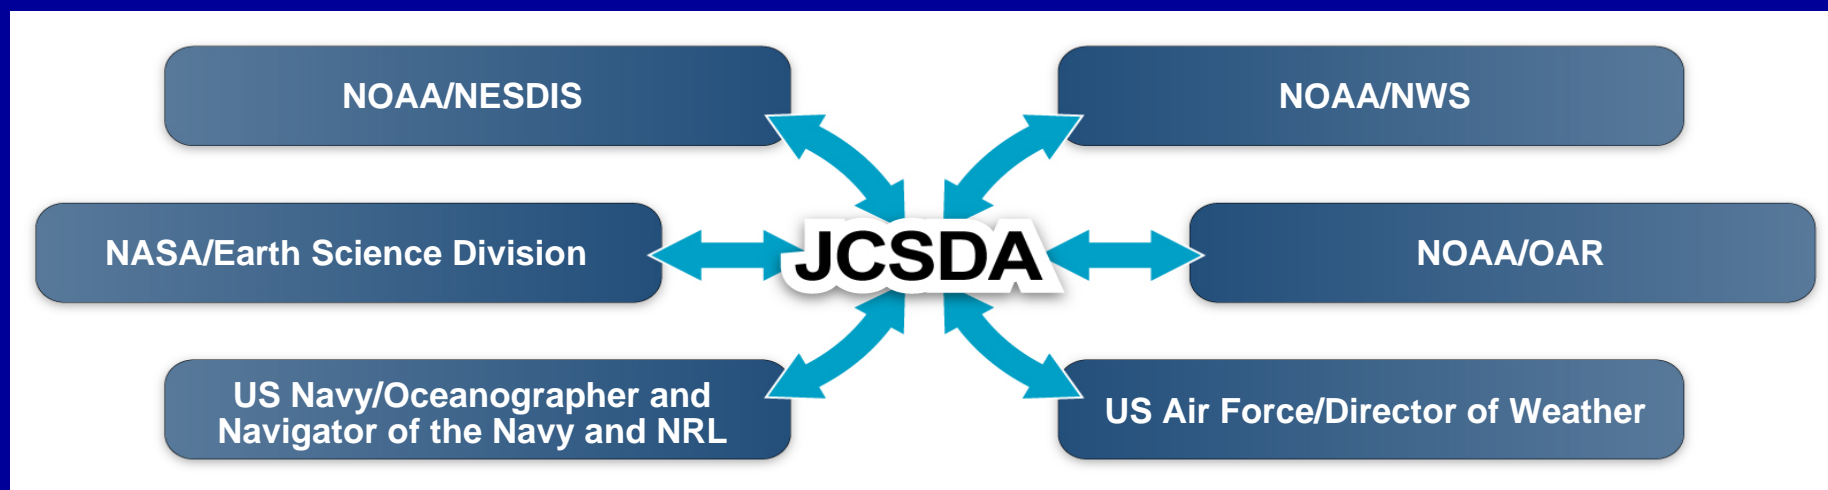 NOAA/NESDIS
NOAA/NWS
NASA/Earth Science Division
JCSDA
NOAA/OAR
US Navy/Oceanographer and
Navigator of the Navy and NRL
US Air Force/Director of Weather